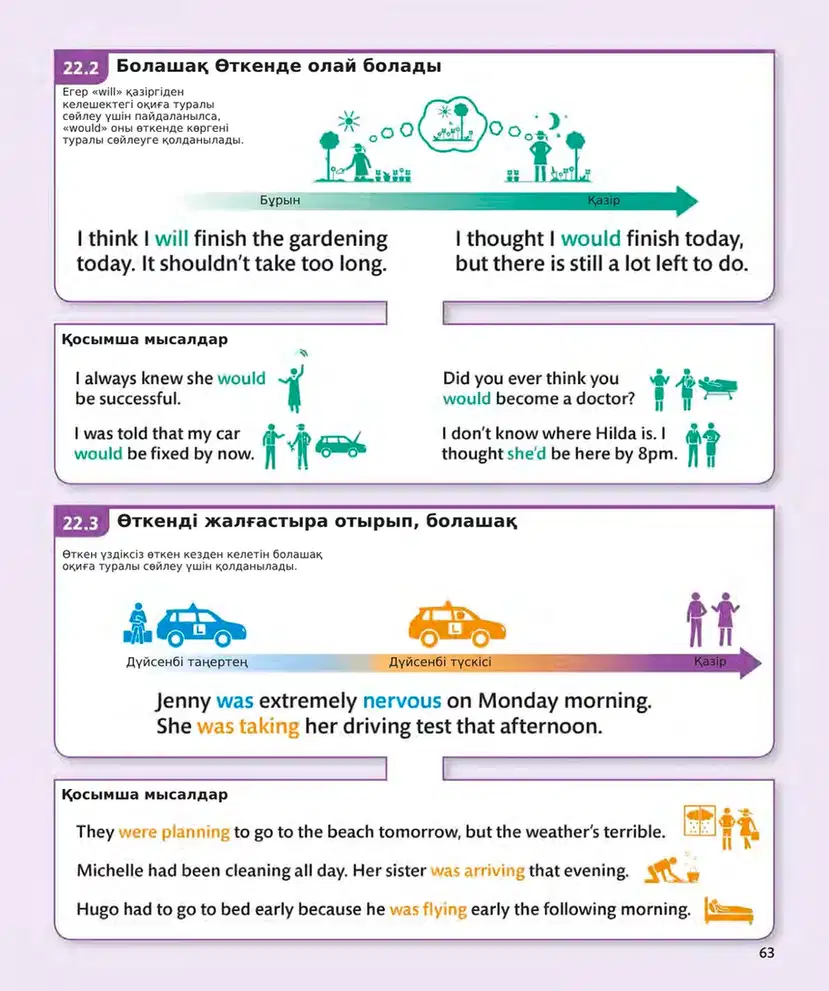 22.2 Болашақ Өткенде олай болады
Егер «will» қазіргіден
келешектегі оқиға туралы
сөйлеу үшін пайдаланылса,
«would» оны өткенде көргені
туралы сөйлеуге қолданылады.
Бұрын Қазір
I think I will finish the gardening
today. It shouldn't take too long.
I thought I would finish today,
but there is still a lot left to do.
Қосымша мысалдар
I always knew she would
be successful.
Did you ever think you
would become a doctor?
I was told that my car
would be fixed by now.
I don't know where Hilda is. I
thought she'd be here by 8pm.
22.3 Өткенді жалғастыра отырып, болашақ
Өткен үздіксіз өткен кезден келетін болашақ
оқиға туралы сөйлеу үшін қолданылады.
L L
Дүйсенбі таңертең Дүйсенбі түскісі Қазір
Jenny was extremely nervous on Monday morning.
She was taking her driving test that afternoon.
Қосымша мысалдар
They were planning to go to the beach tomorrow, but the weather's terrible.
Michelle had been cleaning all day. Her sister was arriving that evening.
Hugo had to go to bed early because he was flying early the following morning.
63